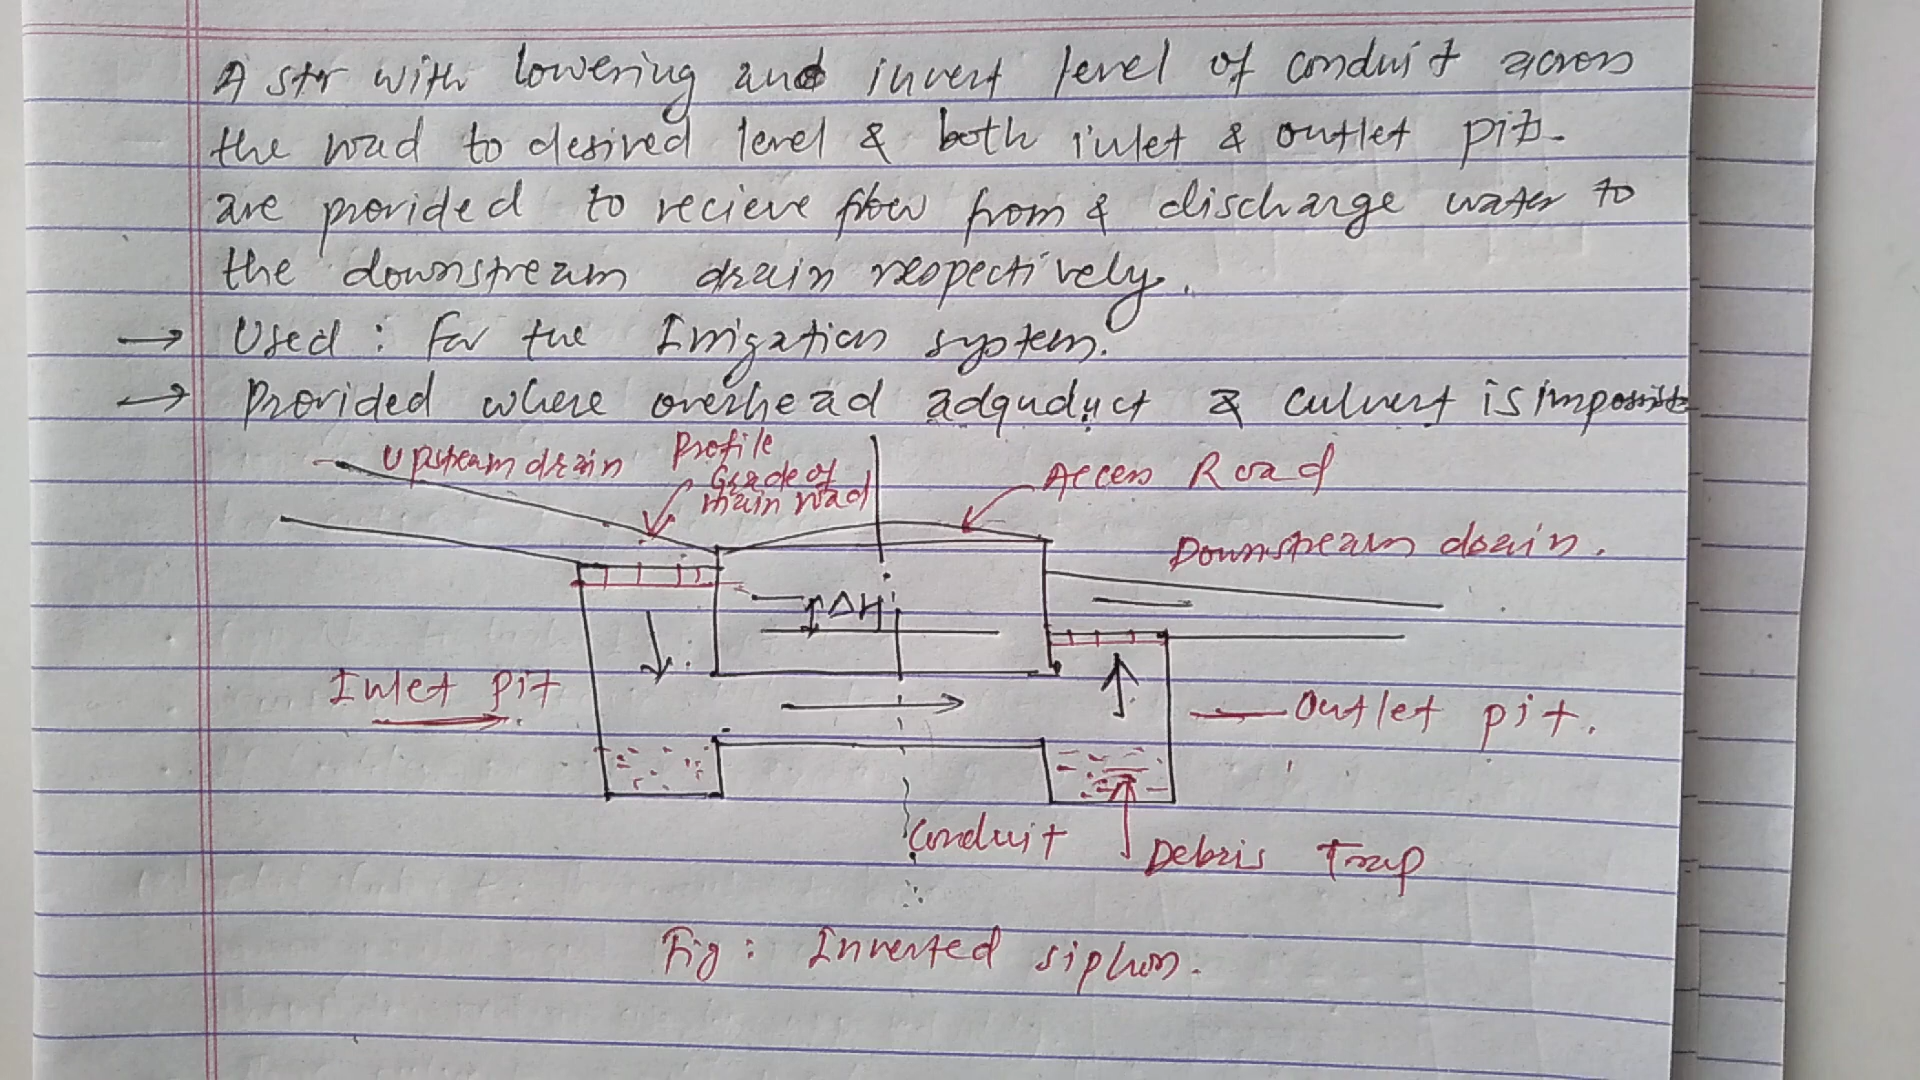 A str with lowering and invert level of conduit across
the road to desired level & both inlet & outlet pit
are provided to recieve flow from & discharge water to
the downstream drain respectively.
→ Used : For the Irrigation system.
→ Provided where overhead adquduct & culvert is impossible
Upstream drain
Profile
Grade of
main road
Access Road
Downstream drain.
ΔH
Inlet pit
Outlet pit.
Conduit
Debris Trap
Fig : Inverted siphon.